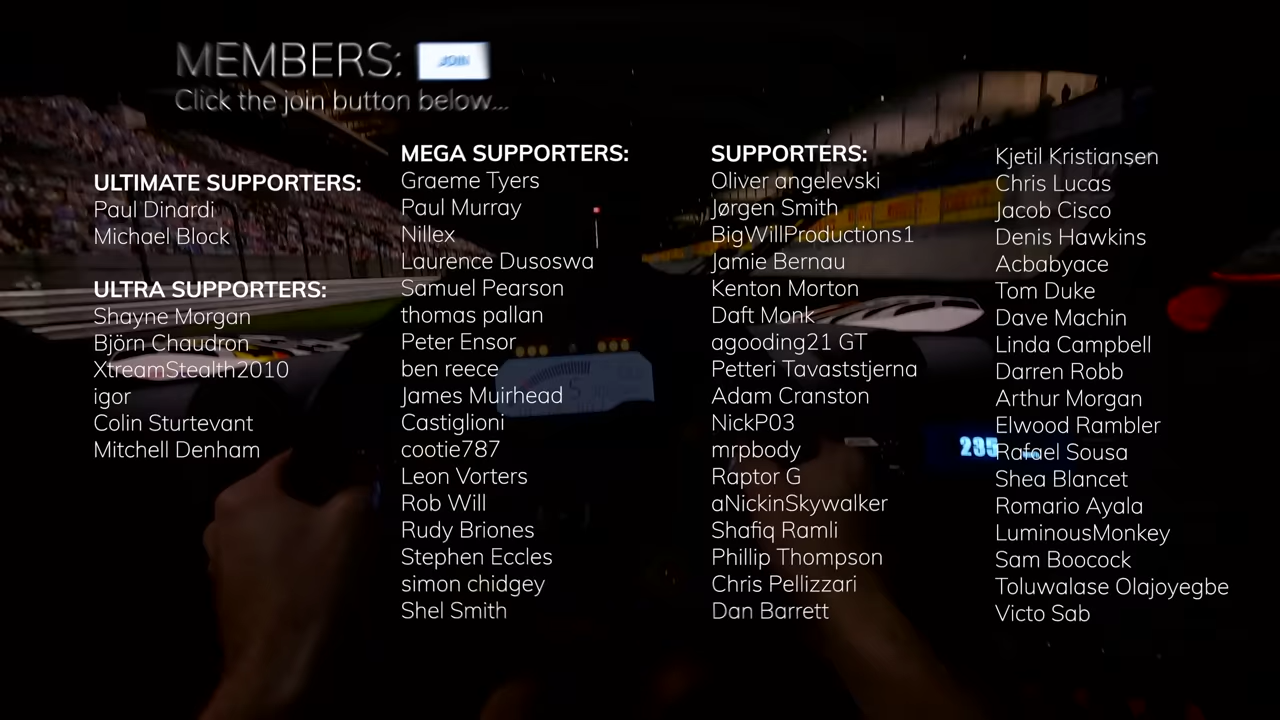 MEMBERS: JOIN
Click the join button below...
ULTIMATE SUPPORTERS:
Paul Dinardi
Michael Block
ULTRA SUPPORTERS:
Shayne Morgan
Björn Chaudron
XtreamStealth2010
igor
Colin Sturtevant
Mitchell Denham
MEGA SUPPORTERS:
Graeme Tyers
Paul Murray
Nillex
Laurence Dusoswa
Samuel Pearson
thomas pallan
Peter Ensor
ben reece
James Muirhead
Castiglioni
cootie787
Leon Vorters
Rob Will
Rudy Briones
Stephen Eccles
simon chidgey
Shel Smith
SUPPORTERS:
Oliver angelevski
Jørgen Smith
BigWillProductions1
Jamie Bernau
Kenton Morton
Daft Monk
agooding21 GT
Petteri Tavaststjerna
Adam Cranston
NickP03
mrpbody
Raptor G
aNickinSkywalker
Shafiq Ramli
Phillip Thompson
Chris Pellizzari
Dan Barrett
Kjetil Kristiansen
Chris Lucas
Jacob Cisco
Denis Hawkins
Acbabyace
Tom Duke
Dave Machin
Linda Campbell
Darren Robb
Arthur Morgan
Elwood Rambler
Rafael Sousa
Shea Blancet
Romario Ayala
LuminousMonkey
Sam Boocock
Toluwalase Olajoyegbe
Victo Sab
235